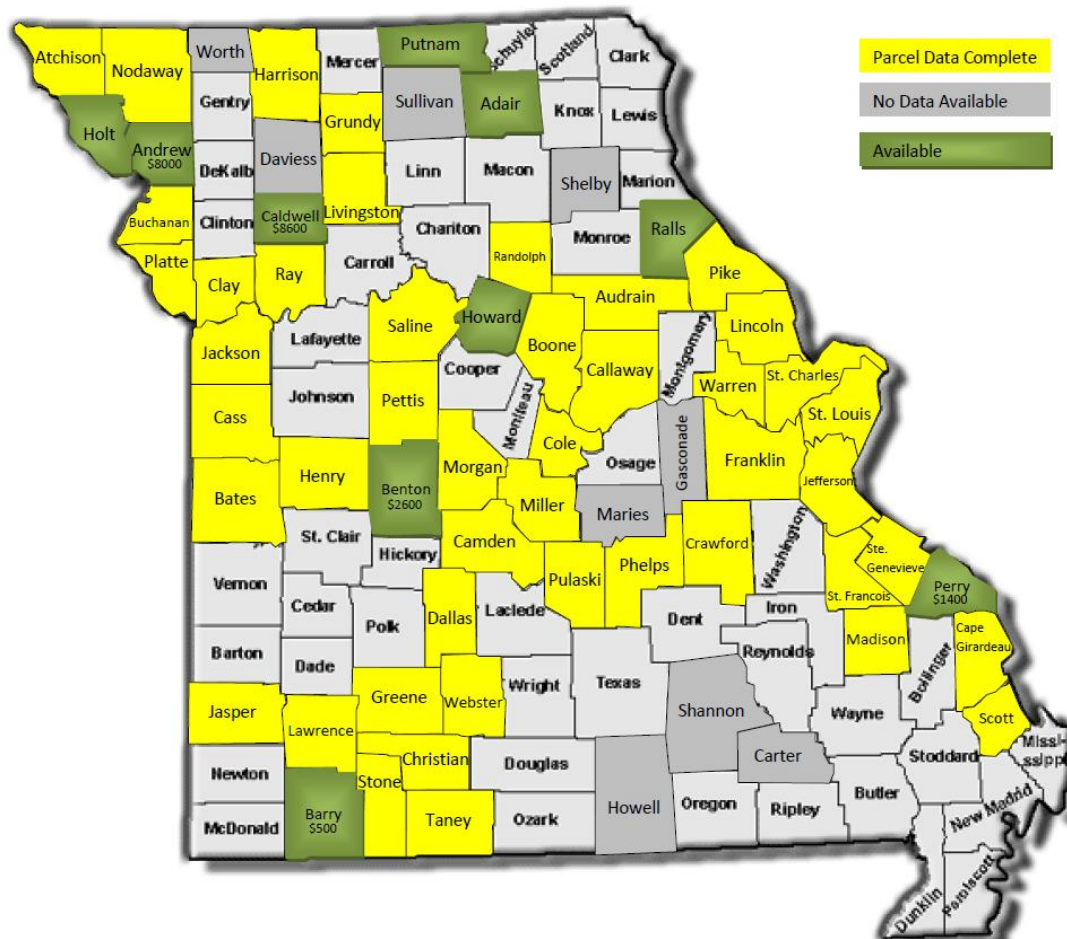 Atchison
Nodaway
Worth
Harrison
Mercer
Putnam
Schuyler
Scotland
Clark
Parcel Data Complete
No Data Available
Available
Gentry
Sullivan
Adair
Knox
Lewis
Holt
Andrew
$8000
Grundy
DeKalb
Daviess
Linn
Macon
Shelby
Marion
Buchanan
Clinton
Caldwell
$8600
Livingston
Chariton
Randolph
Monroe
Ralls
Platte
Clay
Ray
Carroll
Pike
Audrain
Jackson
Lafayette
Saline
Howard
Boone
Callaway
Montgomery
Lincoln
Warren
St. Charles
St. Louis
Cass
Johnson
Pettis
Cooper
Moniteau
Cole
Osage
Gasconade
Franklin
Jefferson
Bates
Henry
Benton
$2600
Morgan
Miller
Maries
St. Clair
Hickory
Camden
Pulaski
Phelps
Crawford
Washington
Ste.
Genevieve
St. Francois
Perry
$1400
Vernon
Cedar
Polk
Dallas
Laclede
Dent
Iron
Reynolds
Madison
Cape
Girardeau
Bollinger
Barton
Dade
Greene
Webster
Wright
Texas
Shannon
Wayne
Scott
Jasper
Lawrence
Christian
Stone
Douglas
Carter
Stoddard
Missi-
ssippi
Newton
McDonald
Barry
$500
Taney
Ozark
Howell
Oregon
Ripley
Butler
New Madrid
Dunklin
Pemiscott